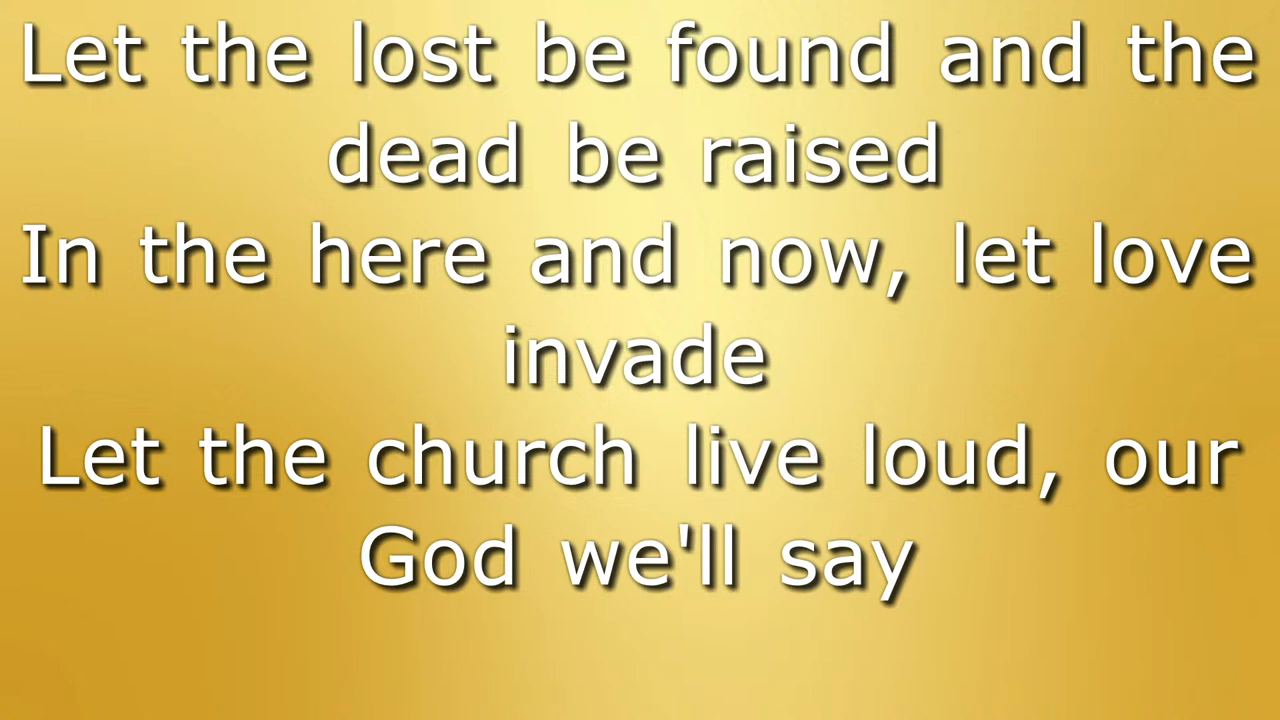 Let the lost be found and the
dead be raised
In the here and now, let love
invade
Let the church live loud, our
God we'll say